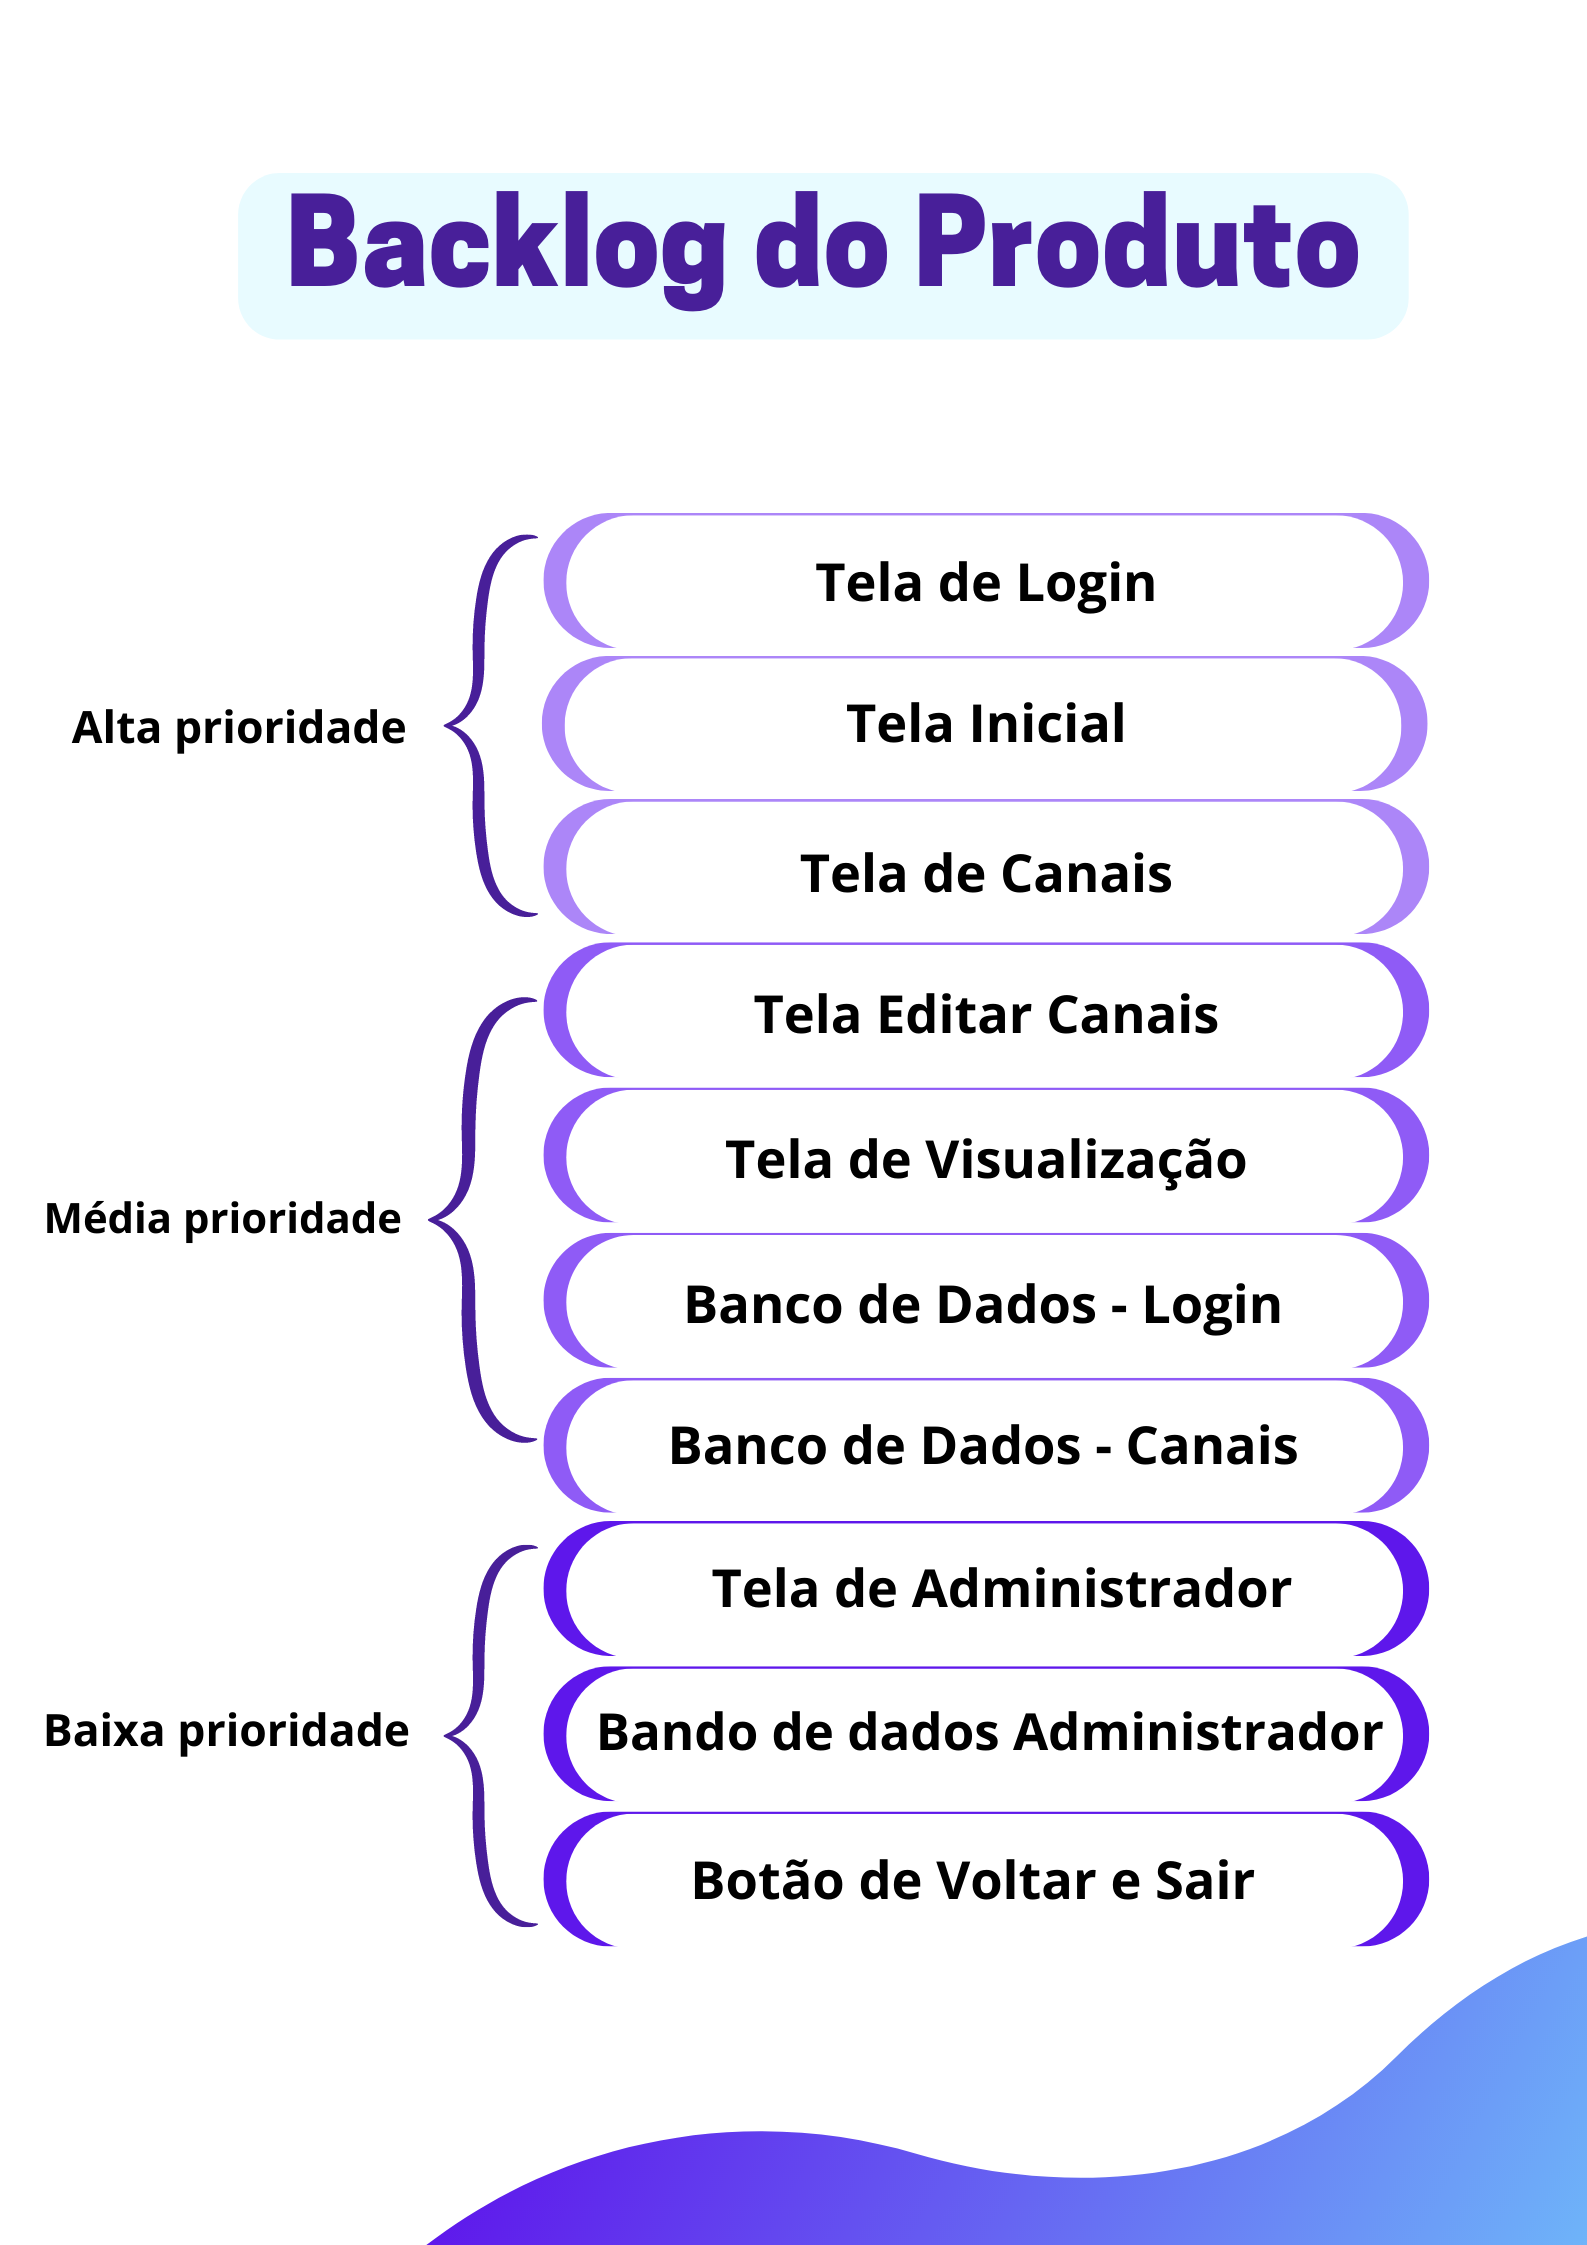 Backlog do Produto
Alta prioridade
Tela de Login
Tela Inicial
Tela de Canais
Média prioridade
Tela Editar Canais
Tela de Visualização
Banco de Dados - Login
Banco de Dados - Canais
Baixa prioridade
Tela de Administrador
Bando de dados Administrador
Botão de Voltar e Sair